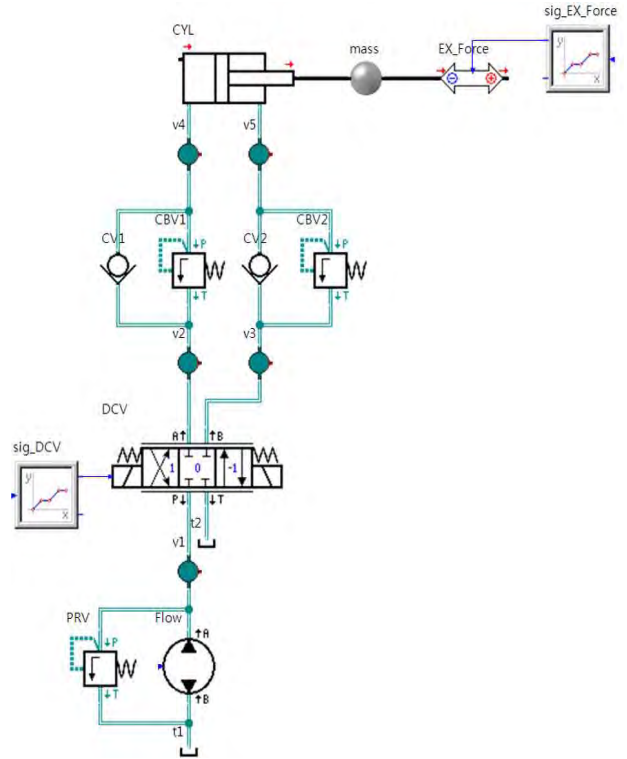 sig_EX_Force
CYL
mass
EX_Force
y
x
v4
v5
CBV1
CBV2
CV1
CV2
P
P
T
T
v2
v3
DCV
A
B
sig_DCV
y
x
1
0
-1
P
T
t2
v1
PRV
Flow
A
P
T
B
t1